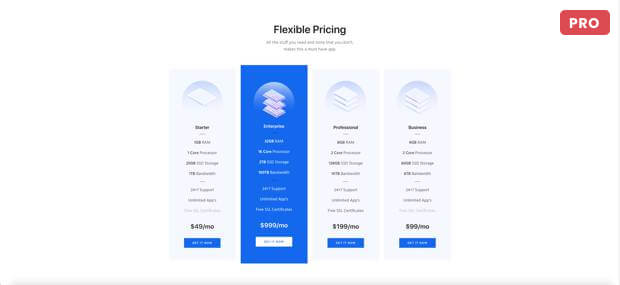 PRO
Flexible Pricing
All the stuff you need and none that you don't,
makes this a must have app.
Starter
1GB RAM
1 Core Processor
25GB SSD Storage
1TB Bandwidth
24/7 Support
Unlimited App's
Free SSL Certificates
$49/mo
GET IT NOW
Enterprise
32GB RAM
16 Core Processor
2TB SSD Storage
100TB Bandwidth
24/7 Support
Unlimited App's
Free SSL Certificates
$999/mo
GET IT NOW
Professional
8GB RAM
2 Core Processor
128GB SSD Storage
10TB Bandwidth
24/7 Support
Unlimited App's
Free SSL Certificates
$199/mo
GET IT NOW
Business
4GB RAM
2 Core Processor
64GB SSD Storage
Bandwidth
24/7 Support
Unlimited App's
Free SSL Certificates
$99/mo
GET IT NOW